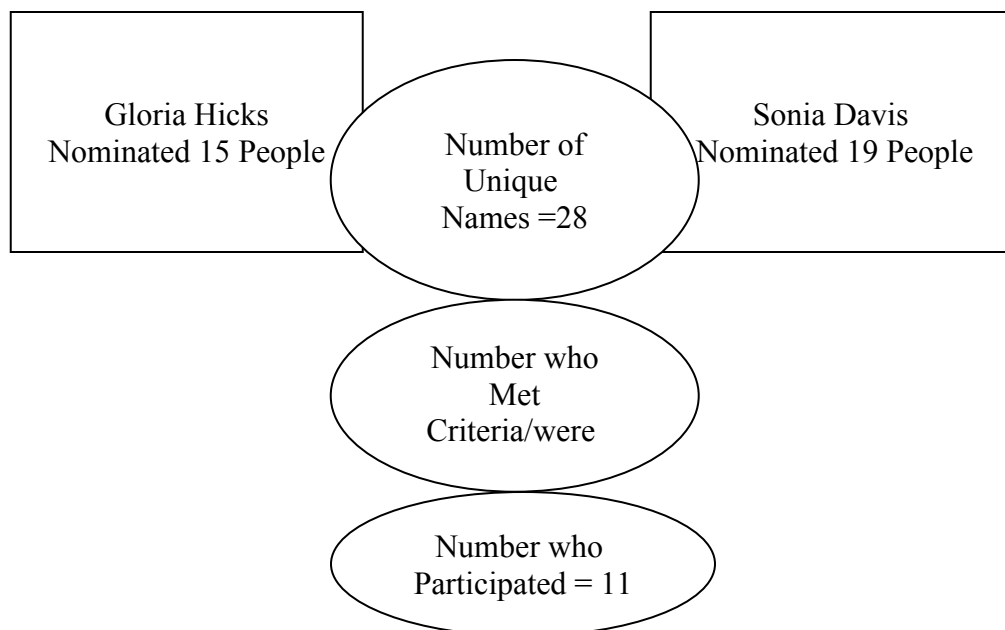 Gloria Hicks
Nominated 15 People
Number of
Unique
Names =28
Sonia Davis
Nominated 19 People
Number who
Met
Criteria/were
Number who
Participated = 11